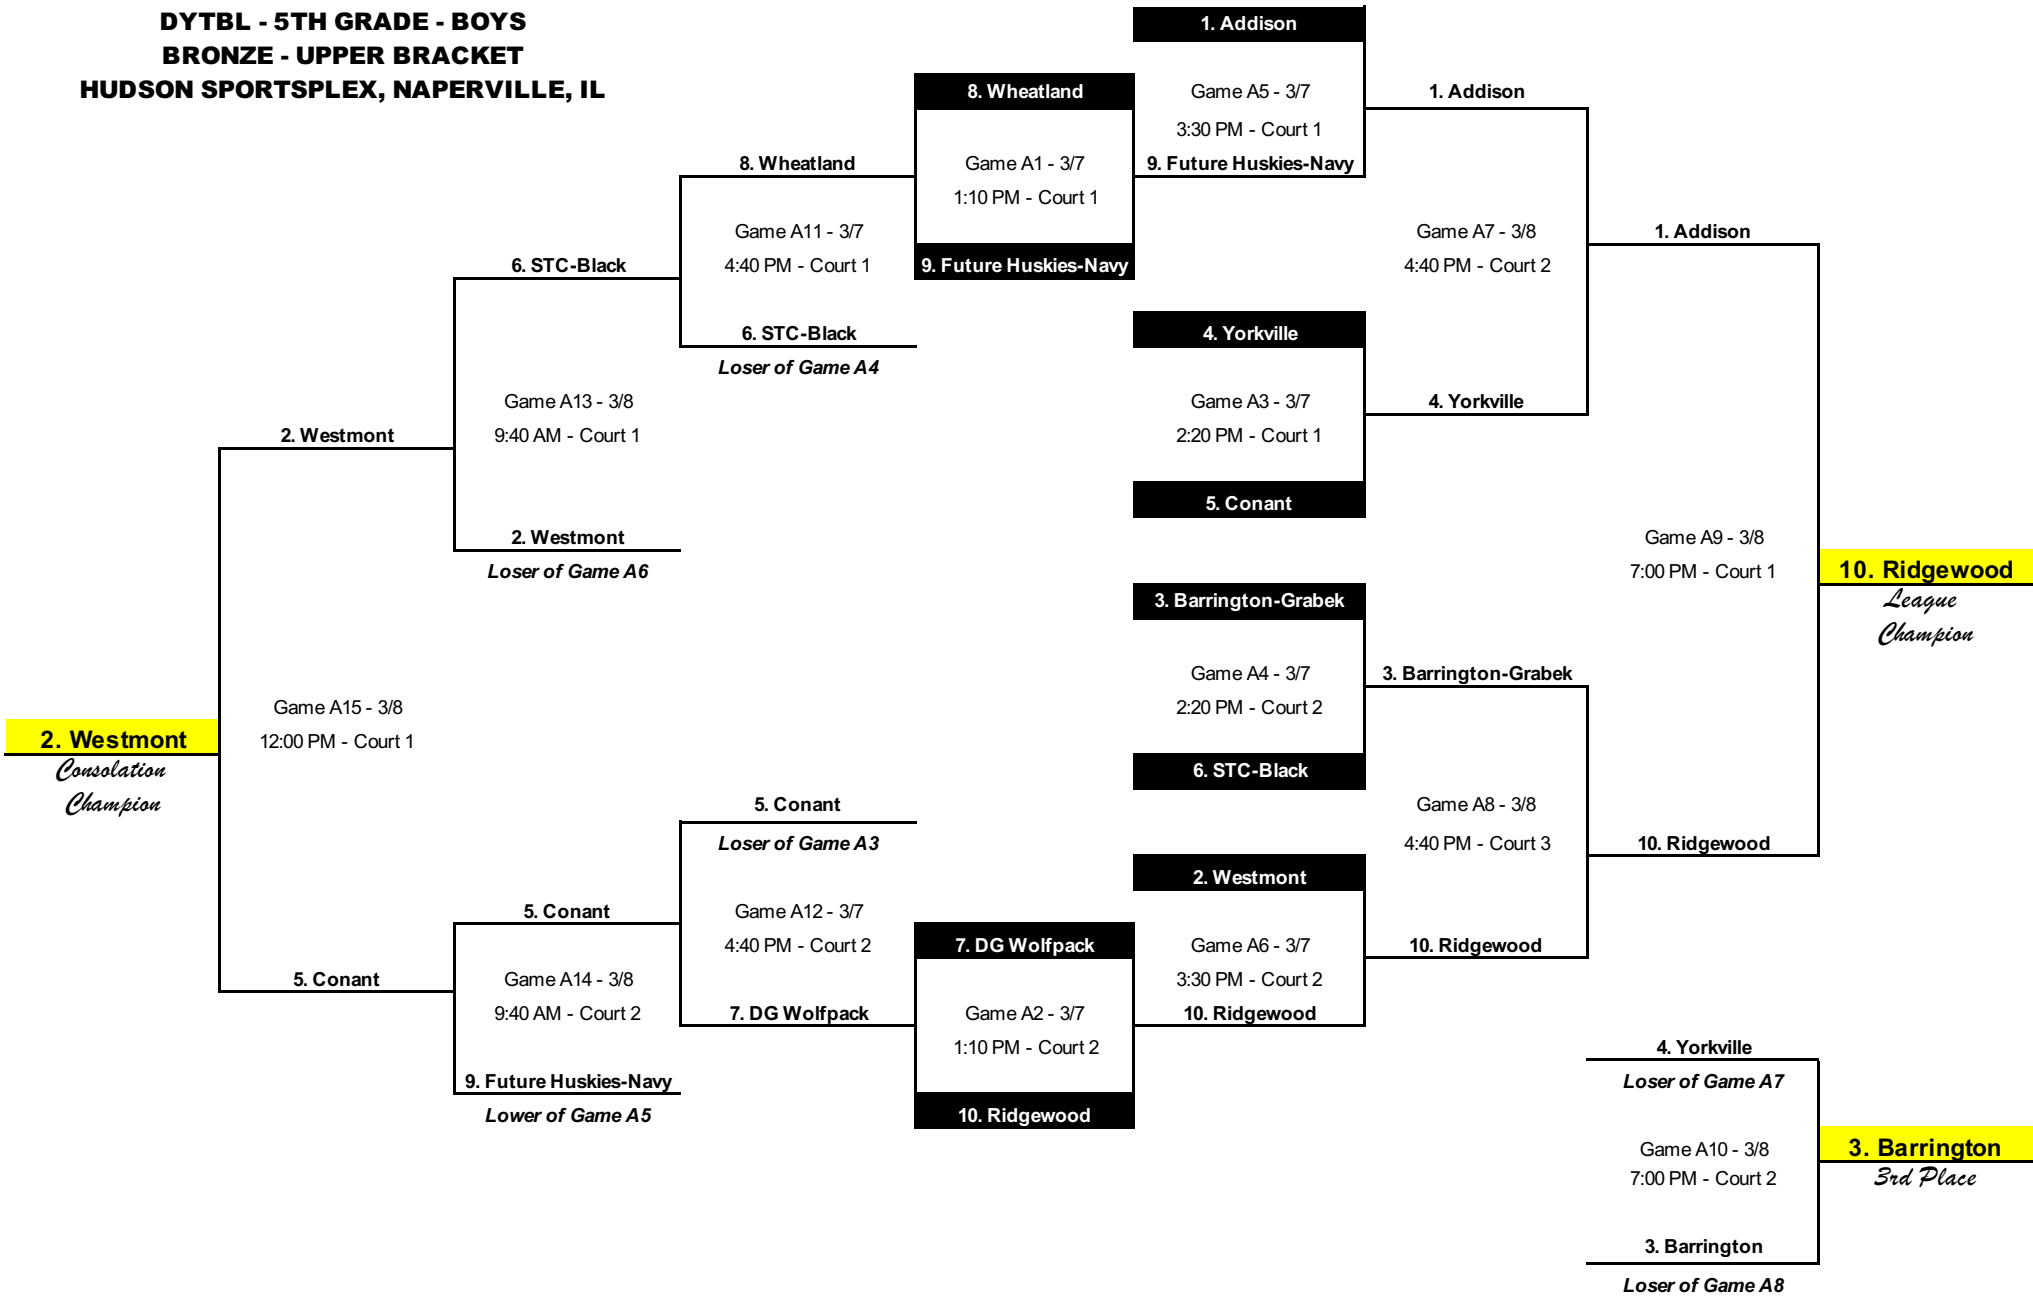 DYTBL - 5TH GRADE - BOYS
BRONZE - UPPER BRACKET
HUDSON SPORTSPLEX, NAPERVILLE, IL
1. Addison
8. Wheatland
Game A5 - 3/7
1. Addison
3:30 PM - Court 1
8. Wheatland
Game A1 - 3/7
9. Future Huskies-Navy
1:10 PM - Court 1
Game A11 - 3/7
Game A7 - 3/8
1. Addison
6. STC-Black
4:40 PM - Court 1
9. Future Huskies-Navy
4:40 PM - Court 2
6. STC-Black
4. Yorkville
Loser of Game A4
Game A13 - 3/8
Game A3 - 3/7
4. Yorkville
2. Westmont
9:40 AM - Court 1
2:20 PM - Court 1
5. Conant
2. Westmont
Game A9 - 3/8
Loser of Game A6
7:00 PM - Court 1
10. Ridgewood
3. Barrington-Grabek
League
Champion
Game A4 - 3/7
3. Barrington-Grabek
Game A15 - 3/8
2:20 PM - Court 2
2. Westmont
12:00 PM - Court 1
Consolation
6. STC-Black
Champion
5. Conant
Game A8 - 3/8
Loser of Game A3
4:40 PM - Court 3
10. Ridgewood
2. Westmont
5. Conant
Game A12 - 3/7
4:40 PM - Court 2
7. DG Wolfpack
Game A6 - 3/7
10. Ridgewood
5. Conant
Game A14 - 3/8
3:30 PM - Court 2
9:40 AM - Court 2
7. DG Wolfpack
Game A2 - 3/7
10. Ridgewood
1:10 PM - Court 2
4. Yorkville
9. Future Huskies-Navy
Loser of Game A7
Lower of Game A5
10. Ridgewood
Game A10 - 3/8
3. Barrington
7:00 PM - Court 2
3rd Place
3. Barrington
Loser of Game A8